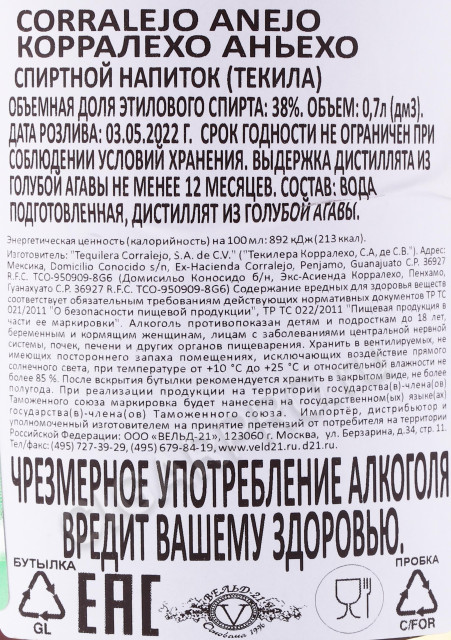 CORRALEJO ANEJO
КОРРАЛЕХО АНЬЕХО
СПИРТНОЙ НАПИТОК (ТЕКИЛА)
ОБЪЕМНАЯ ДОЛЯ ЭТИЛОВОГО СПИРТА: 38%. ОБЪЕМ: 0,7л (дм3).
ДАТА РОЗЛИВА: 03.05.2022 Г. СРОК ГОДНОСТИ НЕ ОГРАНИЧЕН ПРИ
СОБЛЮДЕНИИ УСЛОВИЙ ХРАНЕНИЯ. ВЫДЕРЖКА ДИСТИЛЛЯТА ИЗ
ГОЛУБОЙ АГАВЫ НЕ МЕНЕЕ 12 МЕСЯЦЕВ. СОСТАВ: ВОДА
ПОДГОТОВЛЕННАЯ, ДИСТИЛЛЯТ ИЗ ГОЛУБОЙ АГАВЫ.
Энергетическая ценность (калорийность) на 100 мл: 892 кДж (213 ккал).
Изготовитель: "Tequilera Corralejo, S.A. de C.V." ("Текилера Корралехо, С.А, де С.В."). Адрес:
Мексика, Domicilio Conocido s/n, Ex-Hacienda Corralejo, Penjamo, Guanajuato C.P. 36927
R.F.C. TCO-950909-8G6 (Домисильо Коносидо б/н, Экс-Асиенда Корралехо, Пенхамо,
Гуанахуато C.P. 36927 R.F.C. TCO-950909-8G6) Содержание вредных для здоровья веществ
соответствует обязательным требованиям действующих нормативных документов ТР ТС
021/2011 "О безопасности пищевой продукции", ТР ТС 022/2011 "Пищевая продукция в
части ее маркировки". Алкоголь противопоказан детям и подросткам до 18 лет,
беременным и кормящим женщинам, лицам с заболеваниями центральной нервной
системы, почек, печени и других органов пищеварения. Хранить в вентилируемых, не
имеющих постороннего запаха помещениях, исключающих воздействие прямого
солнечного света, при температуре от +10 °С до +25 °С и относительной влажности не
более 85 %. После вскрытия бутылки рекомендуется хранить в закрытом виде, не более
полугода. При реализации продукции на территории государства(в)-члена(ов)
Таможенного союза маркировка будет нанесена на государственном(ых) языке(ах)
государства(в)-члена(ов) Таможенного союза. Импортёр, дистрибьютор и
уполномоченный изготовителем на принятие претензий от потребителя на территории
Российской Федерации: ООО «ВЕЛЬД-21», 123060 г. Москва, ул. Берзарина, д.34, стр. 11.
Тел/факс: (495) 727-39-29, (495) 679-84-19, www.veld21.ru.d21.ru.
ЧРЕЗМЕРНОЕ УПОТРЕБЛЕНИЕ АЛКОГОЛЯ
ВРЕДИТ ВАШЕМУ ЗДОРОВЬЮ.
БУТЫЛКА
GL
EAC
ВЕЛЬД-21
V
Основана
ПРОБКА
C/FOR